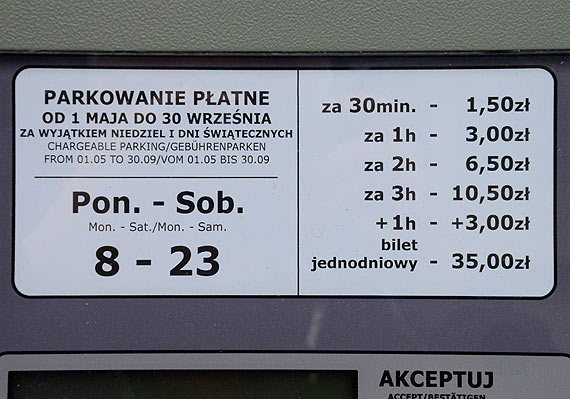 PARKOWANIE PŁATNE
OD 1 MAJA DO 30 WRZEŚNIA
ZA WYJĄTKIEM NIEDZIEL I DNI ŚWIĄTECZNYCH
CHARGEABLE PARKING/GEBÜHRENPARKEN
FROM 01.05 TO 30.09/VOM 01.05 BIS 30.09
Pon. - Sob.
Mon. - Sat./Mon. - Sam.
8 - 23
za 30min. - 1,50zł
za 1h - 3,00zł
za 2h - 6,50zł
za 3h - 10,50zł
+1h - +3,00zł
bilet
jednodniowy - 35,00zł
AKCEPTUJ
ACCEPT/BESTÄTIGEN